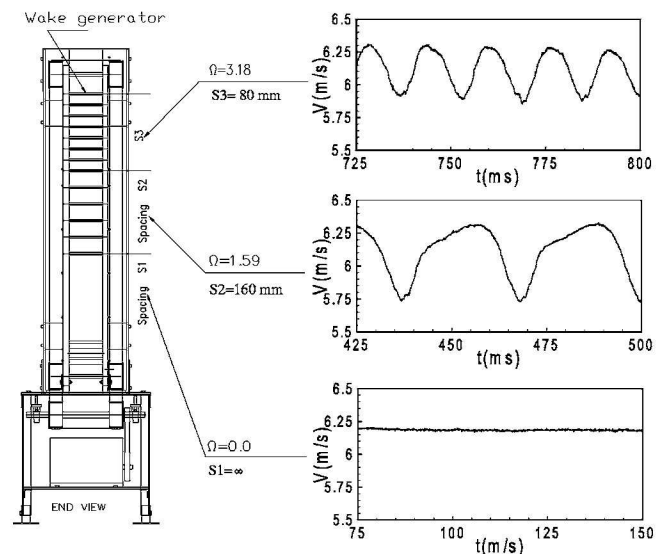 Wake generator
Ω=3.18
S3= 80 mm
S3
S2
Spacing
Ω=1.59
S2=160 mm
S1
Spacing
Ω=0.0
S1=∞
END VIEW
V(m/s)
6.5
6.25
6
5.75
5.5
725
750
775
800
t(ms)
V(m/s)
6.5
6.25
6
5.75
5.5
425
450
475
500
t(ms)
V(m/s)
6.5
6.25
6
5.75
5.5
75
100
125
150
t(ms)